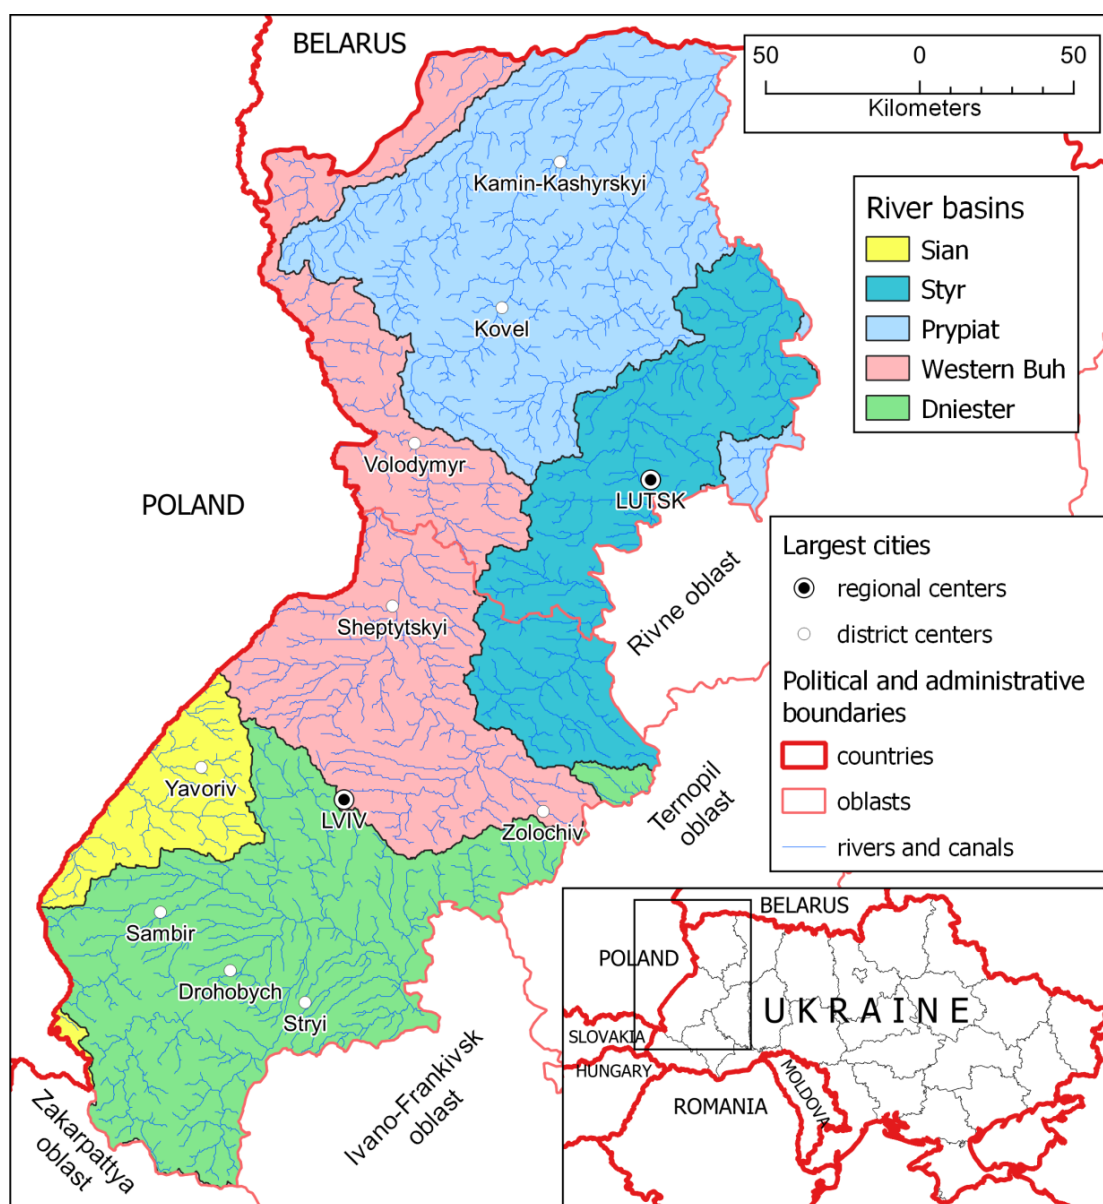 BELARUS
50 0 50
Kilometers
Kamin-Kashyrskyi
River basins
Sian
Styr
Prypiat
Western Buh
Dniester
Kovel
Volodymyr
POLAND
LUTSK
Largest cities
regional centers
district centers
Rivne oblast
Sheptytskyi
Political and administrative
boundaries
countries
oblasts
rivers and canals
Yavoriv
LVIV
Zolochiv
Ternopil
oblast
Sambir
Drohobych
Stryi
Ivano-Frankivsk
oblast
Zakarpattya
oblast
BELARUS
POLAND
UKRAINE
SLOVAKIA
HUNGARY
MOLDOVA
ROMANIA